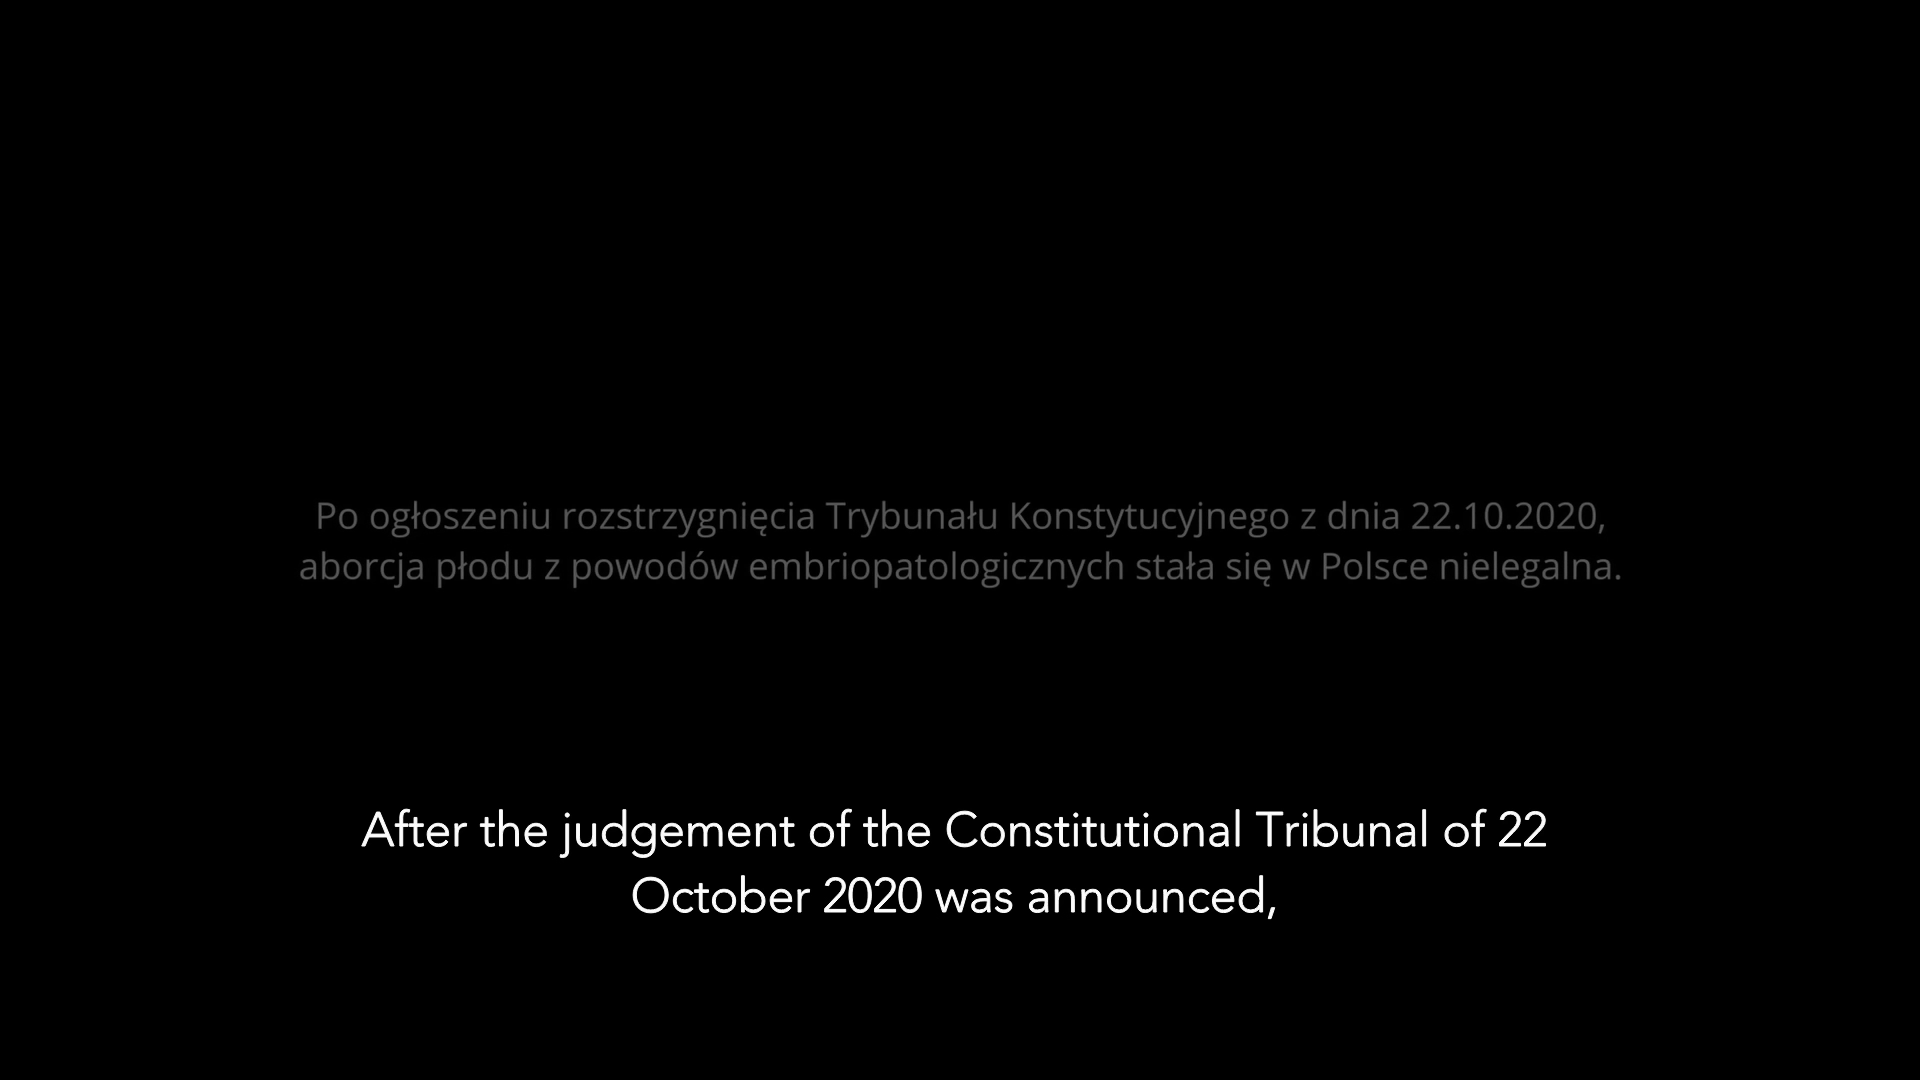 Po ogłoszeniu rozstrzygnięcia Trybunału Konstytucyjnego z dnia 22.10.2020,
aborcja płodu z powodów embriopatologicznych stała się w Polsce nielegalna.
After the judgement of the Constitutional Tribunal of 22
October 2020 was announced,